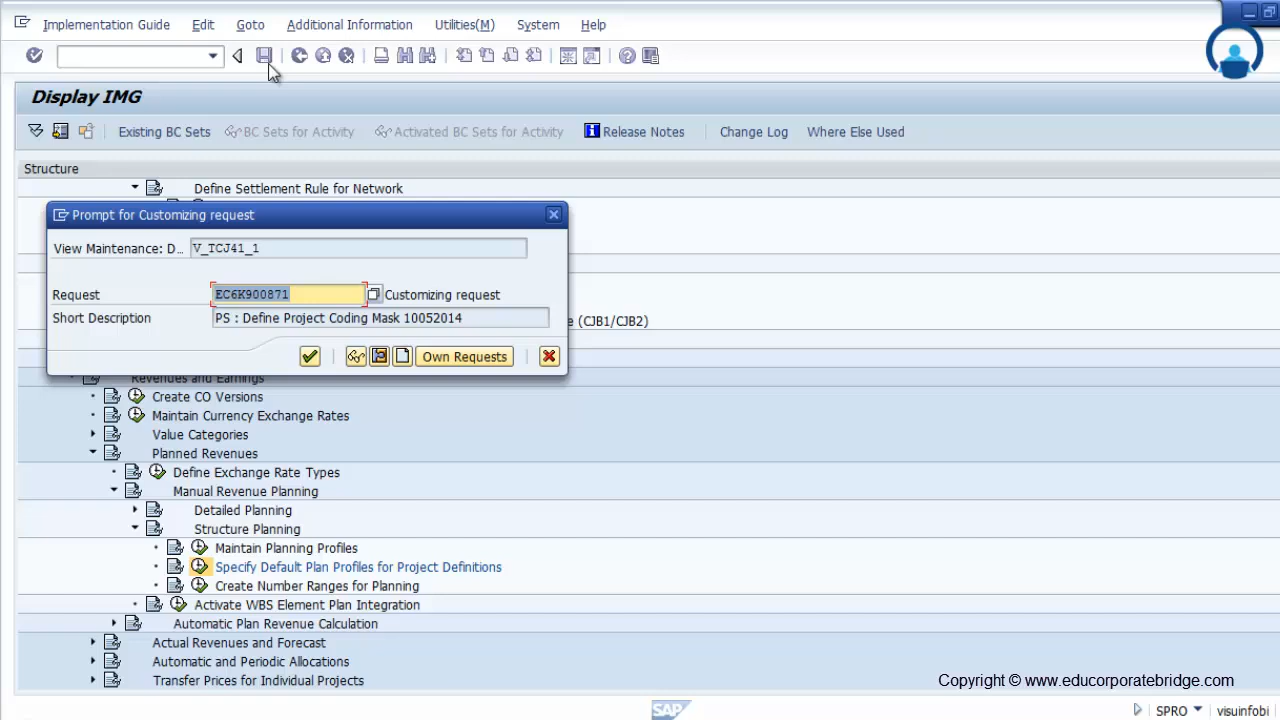 Implementation Guide Edit Goto Additional Information Utilities(M) System Help
Display IMG
Existing BC Sets BC Sets for Activity Activated BC Sets for Activity Release Notes Change Log Where Else Used
Structure
Define Settlement Rule for Network
Prompt for Customizing request
View Maintenance: D... V_TCJ41_1
Request EC6K900871 Customizing request
Short Description PS : Define Project Coding Mask 10052014
e (CJB1/CJB2)
Own Requests
Revenues and Earnings
Create CO Versions
Maintain Currency Exchange Rates
Value Categories
Planned Revenues
Define Exchange Rate Types
Manual Revenue Planning
Detailed Planning
Structure Planning
Maintain Planning Profiles
Specify Default Plan Profiles for Project Definitions
Create Number Ranges for Planning
Activate WBS Element Plan Integration
Automatic Plan Revenue Calculation
Actual Revenues and Forecast
Automatic and Periodic Allocations
Transfer Prices for Individual Projects
Copyright © www.educorporatebridge.com
SAP SPRO visuinfobi